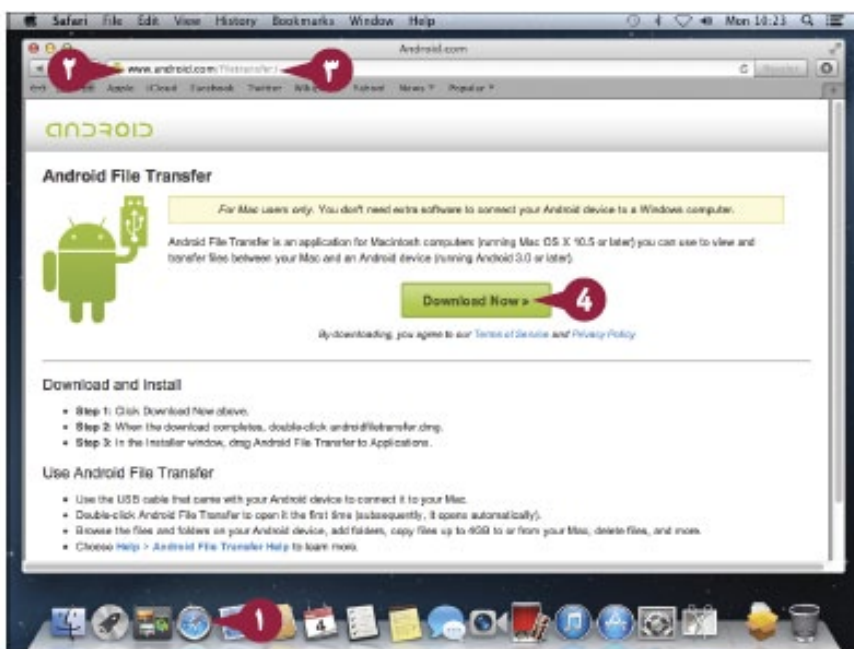 Safari File Edit View History Bookmarks Window Help Mon 10:23
Android.com
۲ www.android.com/filetransfer/ ۳ Reader
Apple iCloud Facebook Twitter Yahoo! News Popular
ANDROID
Android File Transfer
For Mac users only. You don't need extra software to connect your Android device to a Windows computer.
Android File Transfer is an application for Macintosh computers (running Mac OS X 10.5 or later) you can use to view and
transfer files between your Mac and an Android device (running Android 3.0 or later)
Download Now » 4
By downloading, you agree to our Terms of Service and Privacy Policy
Download and Install
• Step 1: Click Download Now above.
• Step 2: When the download completes, double-click androidfiletransfer.dmg.
• Step 3: In the Installer window, drag Android File Transfer to Applications.
Use Android File Transfer
• Use the USB cable that came with your Android device to connect it to your Mac.
• Double-click Android File Transfer to open it the first time (subsequently, it opens automatically).
• Browse the files and folders on your Android device, add folders, copy files up to 4GB to or from your Mac, delete files, and more.
• Choose Help > Android File Transfer Help to learn more.
۱
4